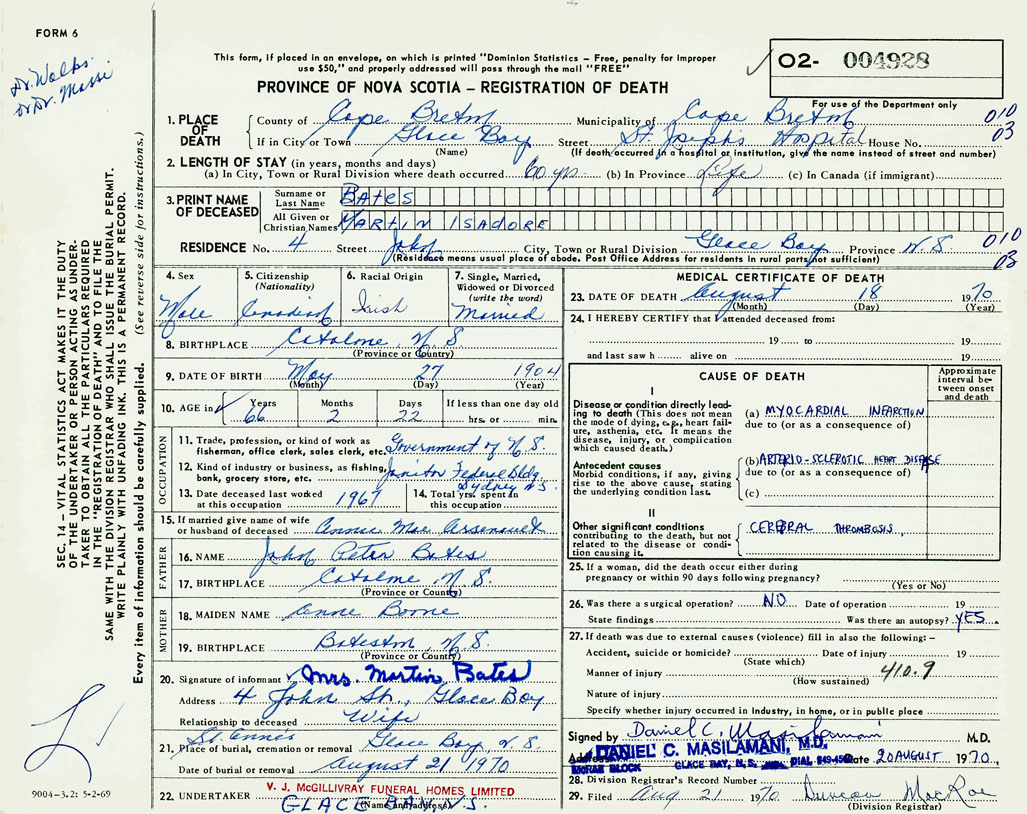 FORM 6
Dr. Walks.
or Dr. Massi
This form, if placed in an envelope, on which is printed "Dominion Statistics – Free, penalty for improper
use $50," and properly addressed will pass through the mail "FREE"
O2- 004928
For use of the Department only
PROVINCE OF NOVA SCOTIA – REGISTRATION OF DEATH
1. PLACE OF DEATH
County of Cape Breton Municipality of Cape Breton 010
If in City or Town Glace Bay Street St. Joseph's Hospital House No. 03
(Name) (If death occurred in a hospital or institution, give the name instead of street and number)
2. LENGTH OF STAY (in years, months and days)
(a) In City, Town or Rural Division where death occurred 60 yrs. (b) In Province Life (c) In Canada (if immigrant)
3. PRINT NAME OF DECEASED
Surname or Last Name BATES
All Given or Christian Names MARTIN ISADORE
RESIDENCE No. 4 Street John City, Town or Rural Division Glace Bay Province N.S. 010
(Residence means usual place of abode. Post Office Address for residents in rural parts not sufficient) 03
4. Sex
Male
5. Citizenship
(Nationality)
Canadian
6. Racial Origin
Irish
7. Single, Married,
Widowed or Divorced
(write the word)
Married
8. BIRTHPLACE Catalone, N.S.
(Province or Country)
9. DATE OF BIRTH May 27 1904
(Month) (Day) (Year)
10. AGE in Years Months Days If less than one day old
66 2 22 hrs. or min.
OCCUPATION
11. Trade, profession, or kind of work as
fisherman, office clerk, sales clerk, etc. Government of N.S.
12. Kind of industry or business, as fishing,
bank, grocery store, etc. Janitor Federal Bldg.
Sydney N.S.
13. Date deceased last worked
at this occupation 1967
14. Total yrs. spent in
this occupation
15. If married give name of wife
or husband of deceased Annie Mae Arsenault
FATHER
16. NAME John Peter Bates
17. BIRTHPLACE Catalone, N.S.
(Province or Country)
MOTHER
18. MAIDEN NAME Anne Boone
19. BIRTHPLACE Bateston, N.S.
(Province or Country)
20. Signature of informant Mrs. Martin Bates
Address 4 John St., Glace Bay
Relationship to deceased Wife
St. Anne's
21. Place of burial, cremation or removal Glace Bay, N.S.
Date of burial or removal August 21 1970
22. UNDERTAKER V. J. McGILLIVRAY FUNERAL HOMES LIMITED
(Name and address)
GLACE BAY N.S.
MEDICAL CERTIFICATE OF DEATH
23. DATE OF DEATH August 18 1970
(Month) (Day) (Year)
24. I HEREBY CERTIFY that I attended deceased from:
19 to 19
and last saw h alive on 19
CAUSE OF DEATH
Approximate
interval be-
tween onset
and death
I
Disease or condition directly lead-
ing to death (This does not mean
the mode of dying, e.g., heart fail-
ure, asthenia, etc. It means the
disease, injury, or complication
which caused death.)
(a) MYOCARDIAL INFARCTION
due to (or as a consequence of)
Antecedent causes
Morbid conditions, if any, giving
rise to the above cause, stating
the underlying condition last.
(b) ARTERIO-SCLEROTIC HEART DISEASE
due to (or as a consequence of)
(c)
II
Other significant conditions
contributing to the death, but not
related to the disease or condi-
tion causing it.
CEREBRAL THROMBOSIS.
25. If a woman, did the death occur either during
pregnancy or within 90 days following pregnancy?
(Yes or No)
26. Was there a surgical operation? NO Date of operation 19
State findings Was there an autopsy? YES
27. If death was due to external causes (violence) fill in also the following: –
Accident, suicide or homicide? Date of injury 19
(State which)
Manner of injury 410.9
(How sustained)
Nature of injury
Specify whether injury occurred in industry, in home, or in public place
Signed by Daniel C. Masilamani M.D.
DANIEL C. MASILAMANI, M.D.
Address Date 20 AUGUST 1970
McRAE BLOCK GLACE BAY, N.S. DIAL
28. Division Registrar's Record Number
29. Filed Aug 21 1970 Duncan MacRae
(Division Registrar)
SEC. 14 – VITAL STATISTICS ACT MAKES IT THE DUTY
OF THE UNDERTAKER OR PERSON ACTING AS UNDER-
TAKER TO OBTAIN ALL THE PARTICULARS REQUIRED
IN THE "REGISTRATION OF DEATH" AND TO FILE THE
SAME WITH THE DIVISION REGISTRAR WHO SHALL ISSUE THE BURIAL PERMIT.
WRITE PLAINLY WITH UNFADING INK. THIS IS A PERMANENT RECORD.
Every item of information should be carefully supplied. (See reverse side for instructions.)
9004-3.2: 5-2-69